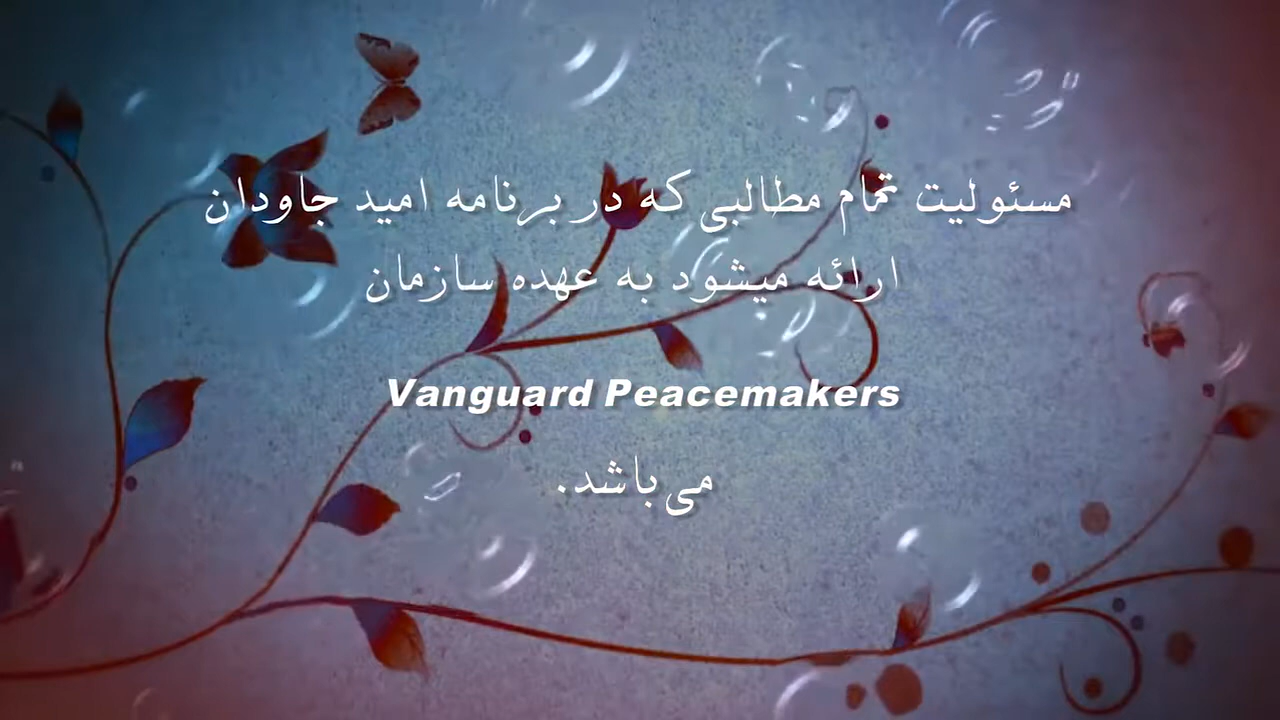 مسئولیت تمام مطالبی که در برنامه امید جاودان
ارائه میشود به عهده سازمان
Vanguard Peacemakers
می‌باشد.